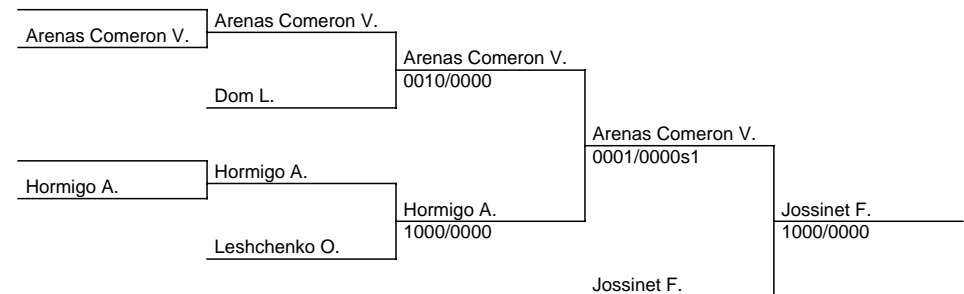 Arenas Comeron V.
Arenas Comeron V.
Arenas Comeron V.
0010/0000
Dom L.
Arenas Comeron V.
0001/0000s1
Hormigo A.
Hormigo A.
Hormigo A.
1000/0000
Jossinet F.
1000/0000
Leshchenko O.
Jossinet F.